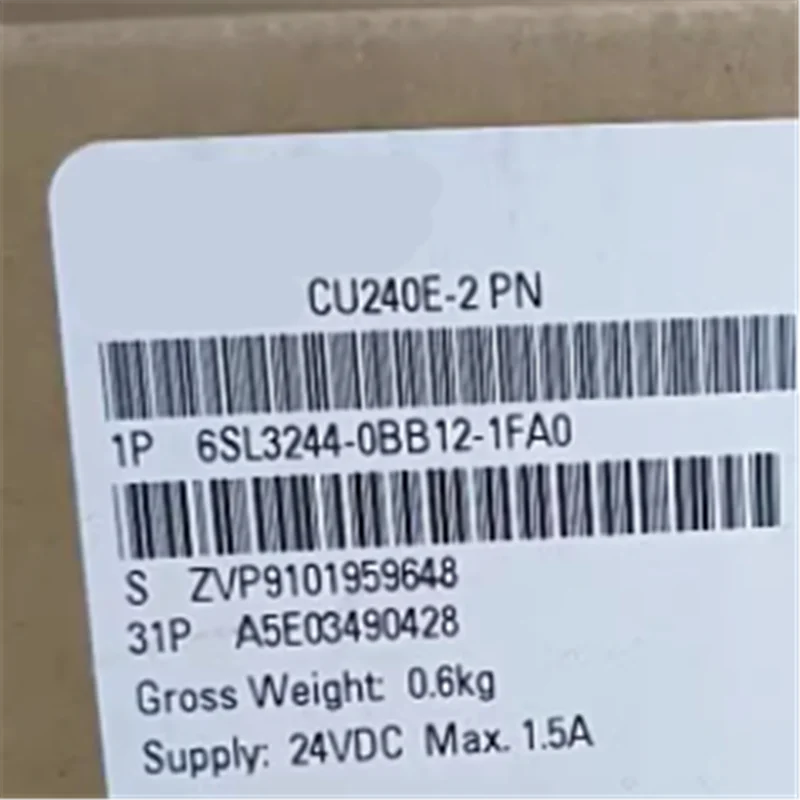 CU240E-2 PN
1P 6SL3244-0BB12-1FA0
S ZVP9101959648
31P A5E03490428
Gross Weight: 0.6kg
Supply: 24VDC Max. 1.5A